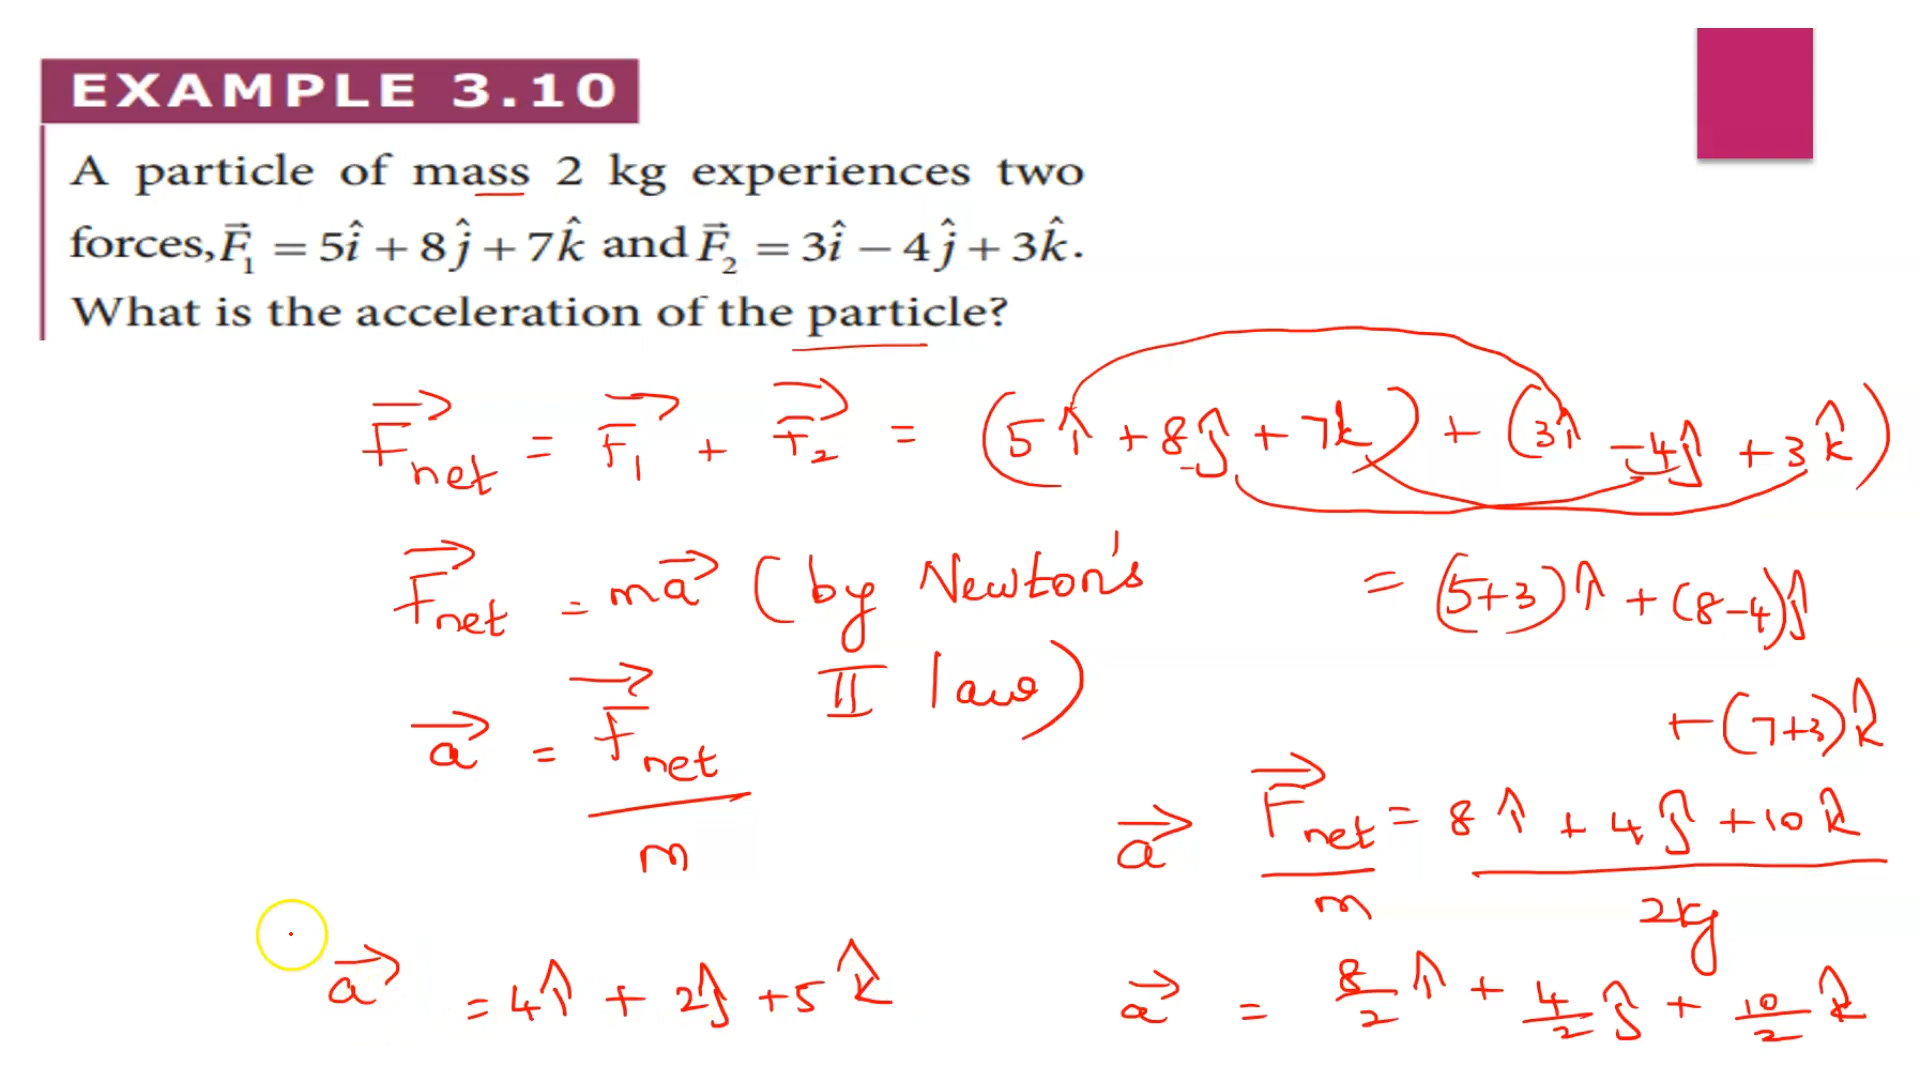 EXAMPLE 3.10
A particle of mass 2 kg experiences two
forces, F⃗₁ = 5î + 8ĵ + 7k̂ and F⃗₂ = 3î − 4ĵ + 3k̂.
What is the acceleration of the particle?
F⃗net = F⃗₁ + F⃗₂ = (5î + 8ĵ + 7k) + (3î − 4ĵ + 3k̂)
= (5+3)î + (8−4)ĵ
+ (7+3)k̂
F⃗net = ma⃗ (by Newton's
II law)
a⃗ = F⃗net
m
a⃗ F⃗net = 8î + 4ĵ + 10k̂
m 2kg
a⃗ = 8/2 î + 4/2 ĵ + 10/2 k̂
a⃗ = 4î + 2ĵ + 5k̂